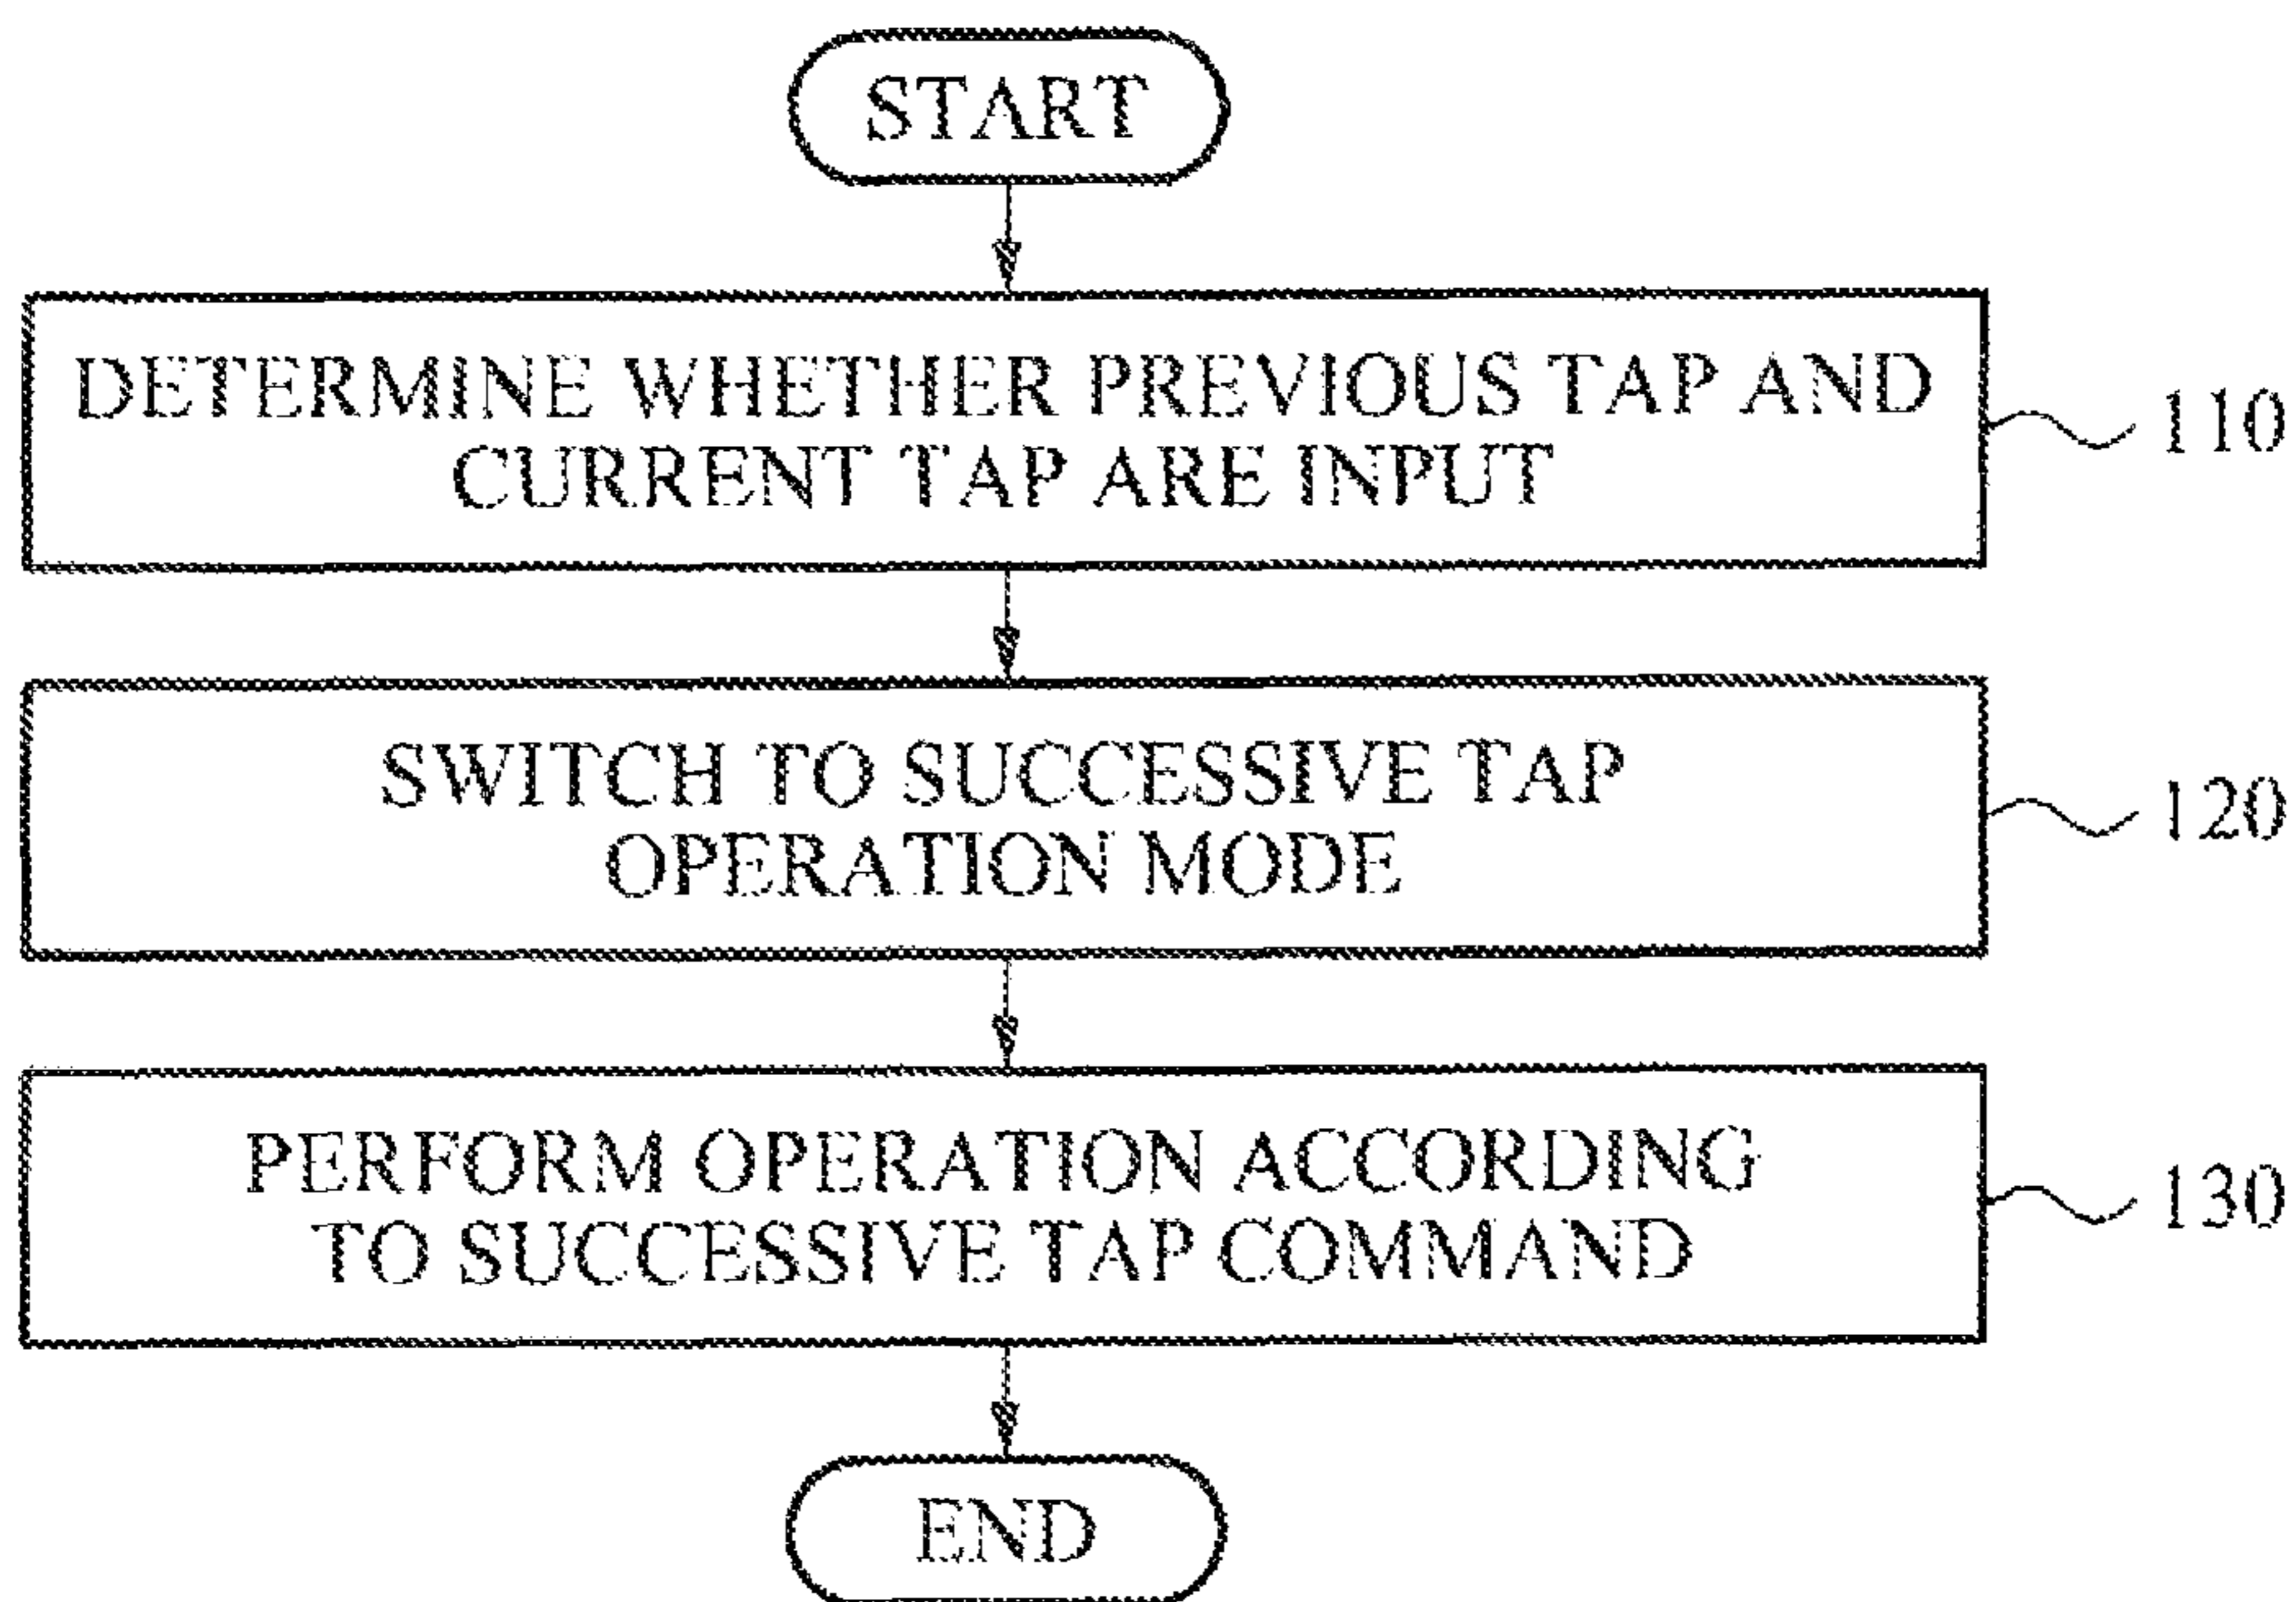 START
DETERMINE WHETHER PREVIOUS TAP AND
CURRENT TAP ARE INPUT
110
SWITCH TO SUCCESSIVE TAP
OPERATION MODE
120
PERFORM OPERATION ACCORDING
TO SUCCESSIVE TAP COMMAND
130
END